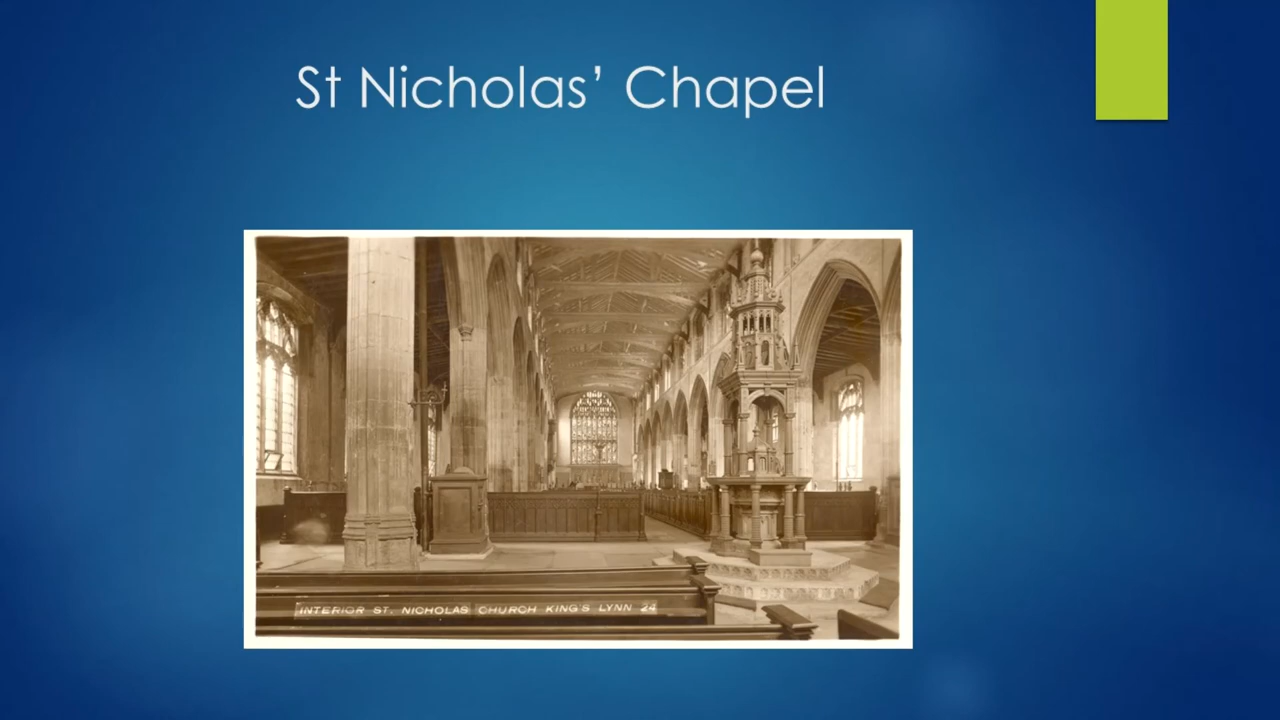 St Nicholas’ Chapel
INTERIOR ST. NICHOLAS CHURCH KING'S LYNN 24